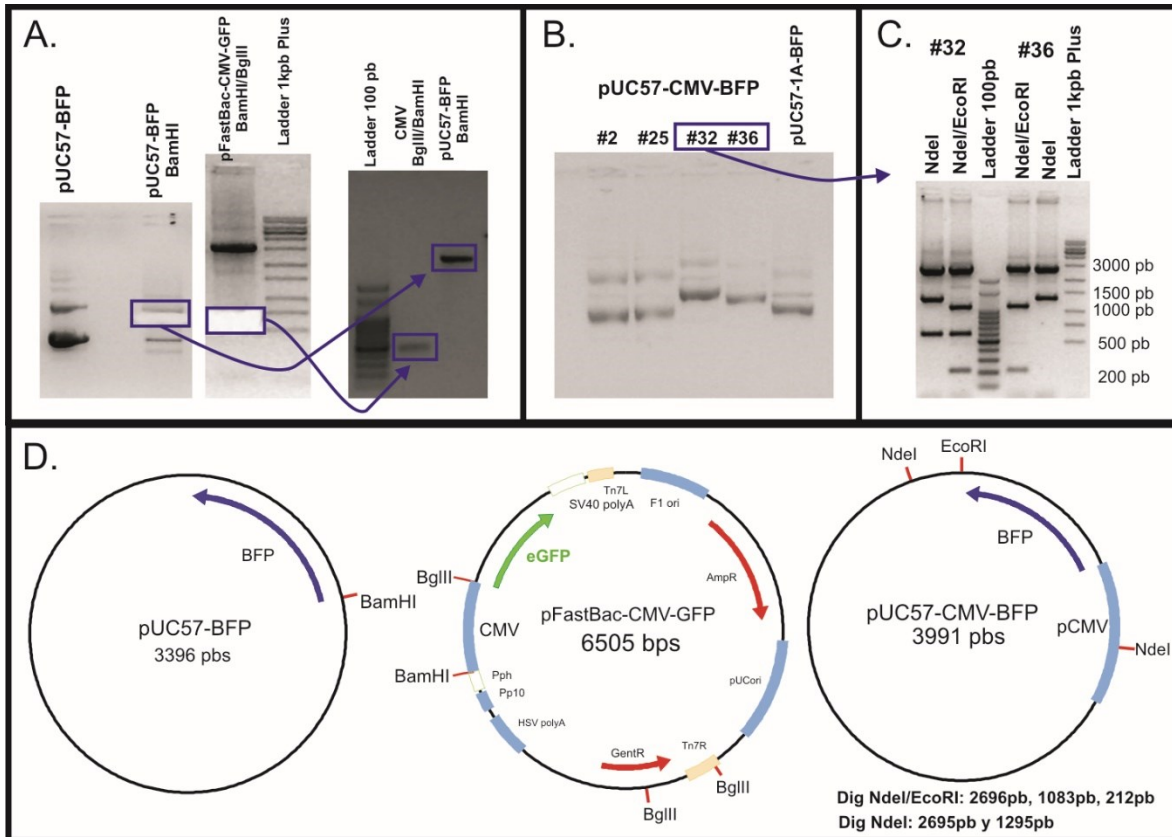 A.
pUC57-BFP
pUC57-BFP
BamHI
pFastBac-CMV-GFP
BamHI/BglII
Ladder 1kpb Plus
Ladder 100 pb
CMV
BglII/BamHI
pUC57-BFP
BamHI
B.
pUC57-CMV-BFP
#2
#25
#32
#36
pUC57-1A-BFP
C.
#32
#36
NdeI
NdeI/EcoRI
Ladder 100pb
NdeI/EcoRI
NdeI
Ladder 1kpb Plus
3000 pb
1500 pb
1000 pb
500 pb
200 pb
D.
BFP
BamHI
pUC57-BFP
3396 pbs
Tn7L
SV40 polyA
F1 ori
eGFP
AmpR
BglII
CMV
pFastBac-CMV-GFP
6505 bps
BamHI
Pph
Pp10
HSV polyA
pUCori
GentR
Tn7R
BglII
BglII
NdeI
EcoRI
BFP
pUC57-CMV-BFP
3991 pbs
pCMV
NdeI
Dig NdeI/EcoRI: 2696pb, 1083pb, 212pb
Dig NdeI: 2695pb y 1295pb